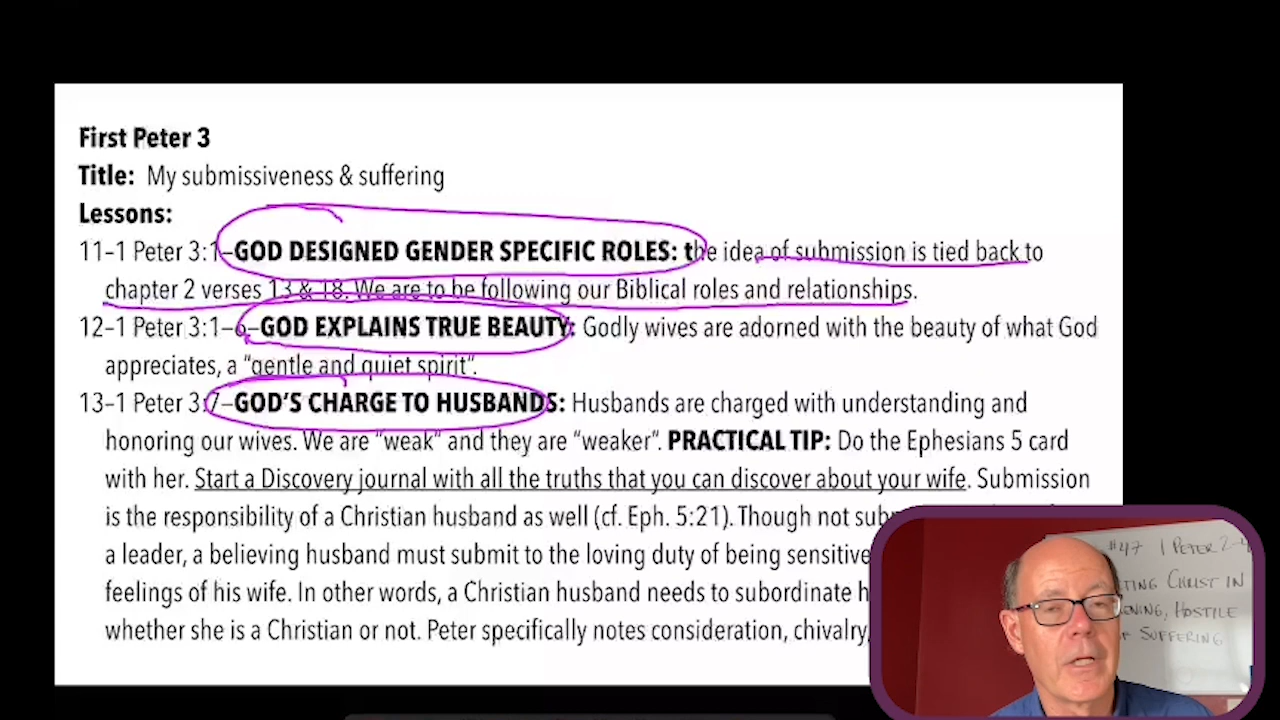 First Peter 3
Title: My submissiveness & suffering
Lessons:
11–1 Peter 3:1–GOD DESIGNED GENDER SPECIFIC ROLES: the idea of submission is tied back to
chapter 2 verses 13 & 18. We are to be following our Biblical roles and relationships.
12–1 Peter 3:1–6–GOD EXPLAINS TRUE BEAUTY: Godly wives are adorned with the beauty of what God
appreciates, a “gentle and quiet spirit“.
13–1 Peter 3:7–GOD’S CHARGE TO HUSBANDS: Husbands are charged with understanding and
honoring our wives. We are “weak” and they are “weaker”. PRACTICAL TIP: Do the Ephesians 5 card
with her. Start a Discovery journal with all the truths that you can discover about your wife. Submission
is the responsibility of a Christian husband as well (cf. Eph. 5:21). Though not
a leader, a believing husband must submit to the loving duty of being sensitive
feelings of his wife. In other words, a Christian husband needs to subordinate
whether she is a Christian or not. Peter specifically notes consideration, chivalry,
#47 1 PETER 2-
CHRIST IN
HOSTILE
SUFFERING